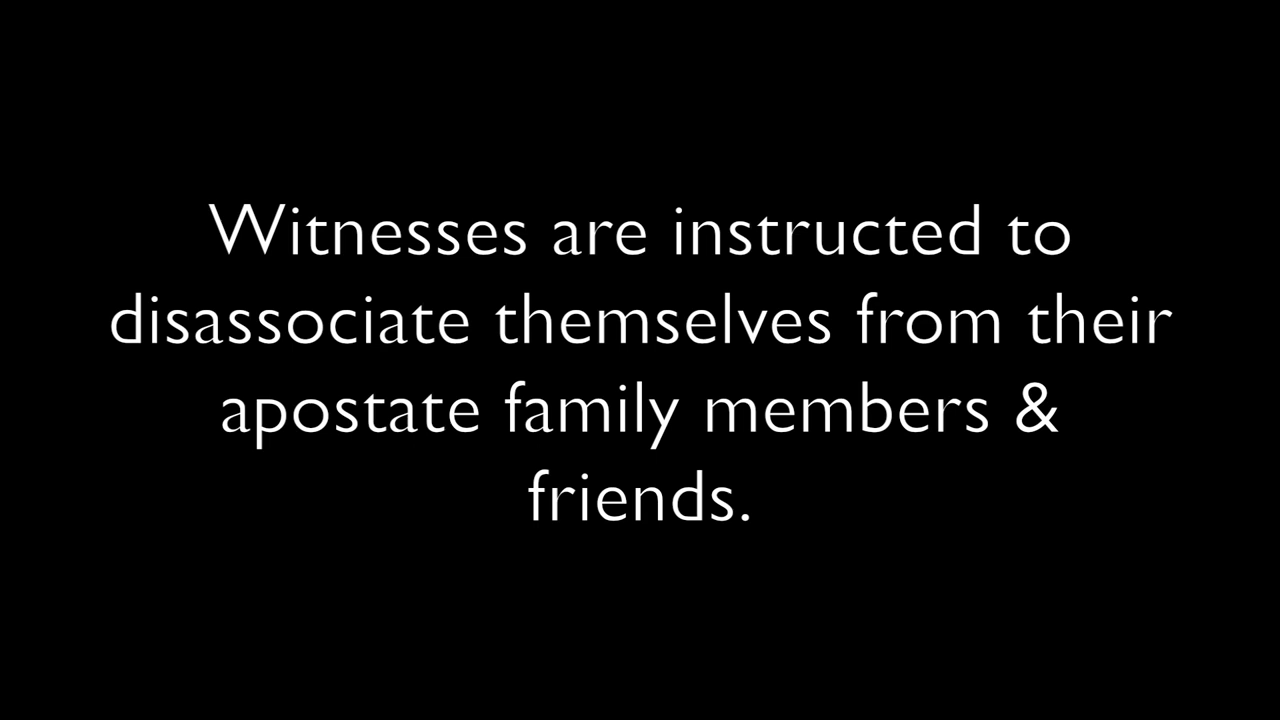 Witnesses are instructed to
disassociate themselves from their
apostate family members &
friends.